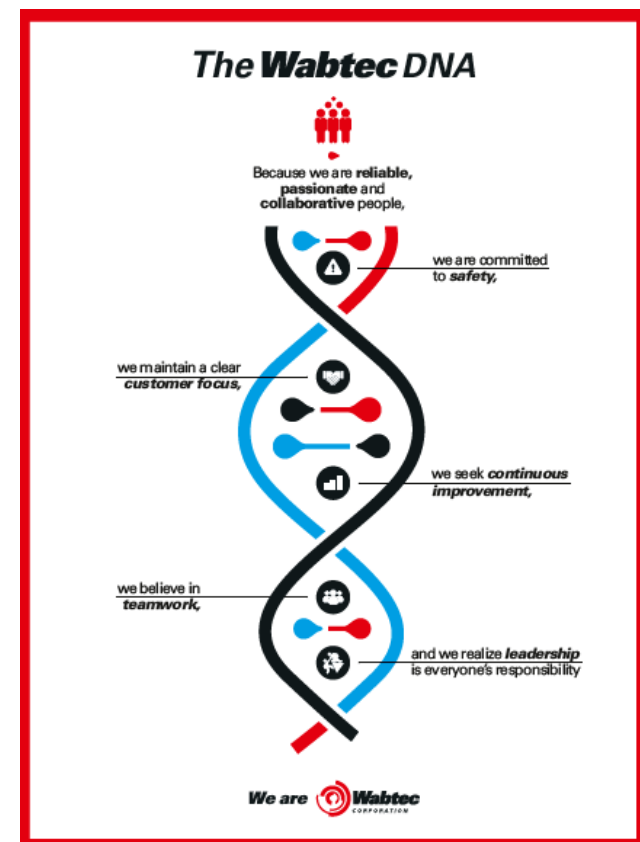 The Wabtec DNA
Because we are reliable,
passionate and
collaborative people,
we are committed
to safety,
we maintain a clear
customer focus,
we seek continuous
improvement,
we believe in
teamwork,
and we realize leadership
is everyone's responsibility
We are Wabtec
CORPORATION